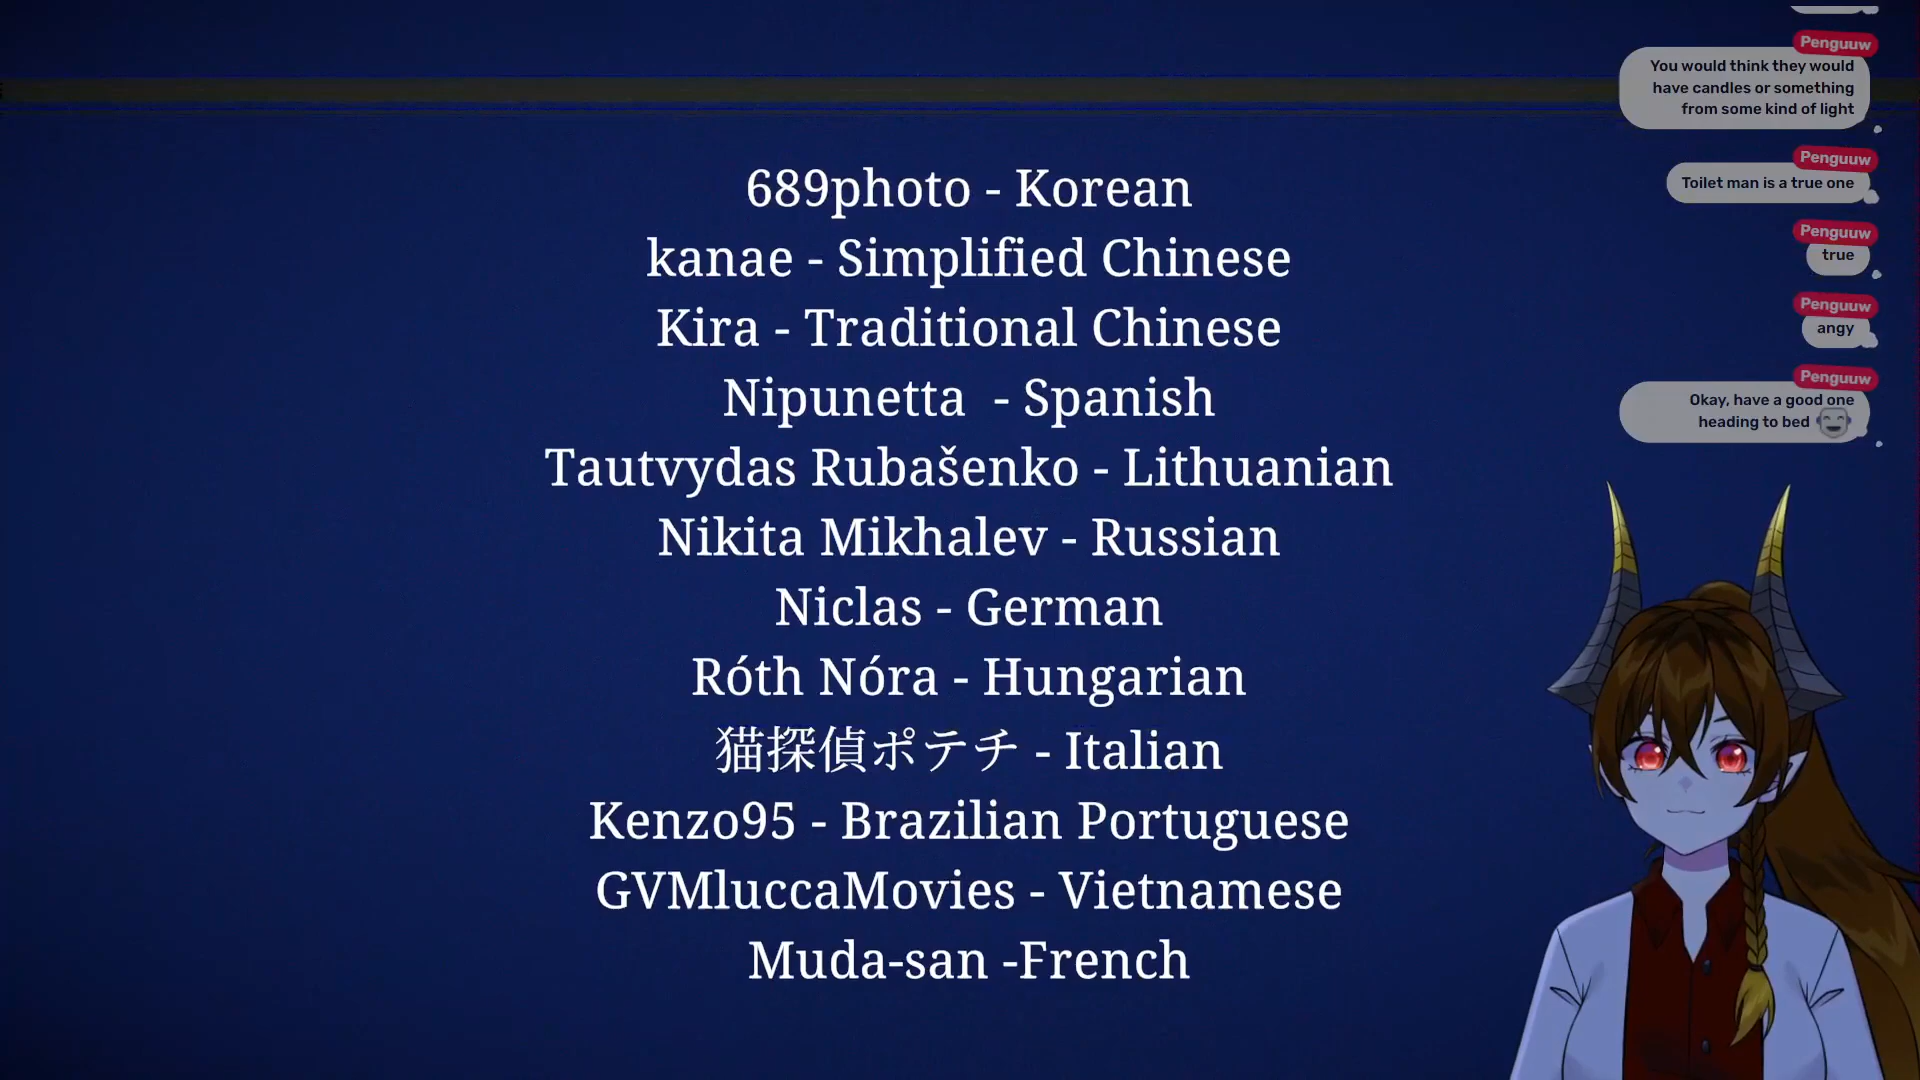 689photo - Korean
kanae - Simplified Chinese
Kira - Traditional Chinese
Nipunetta  - Spanish
Tautvydas Rubašenko - Lithuanian
Nikita Mikhalev - Russian
Niclas - German
Róth Nóra - Hungarian
猫探偵ポテチ - Italian
Kenzo95 - Brazilian Portuguese
GVMluccaMovies - Vietnamese
Muda-san -French
Penguuw
You would think they would
have candles or something
from some kind of light
Penguuw
Toilet man is a true one
Penguuw
true
Penguuw
angy
Penguuw
Okay, have a good one
heading to bed